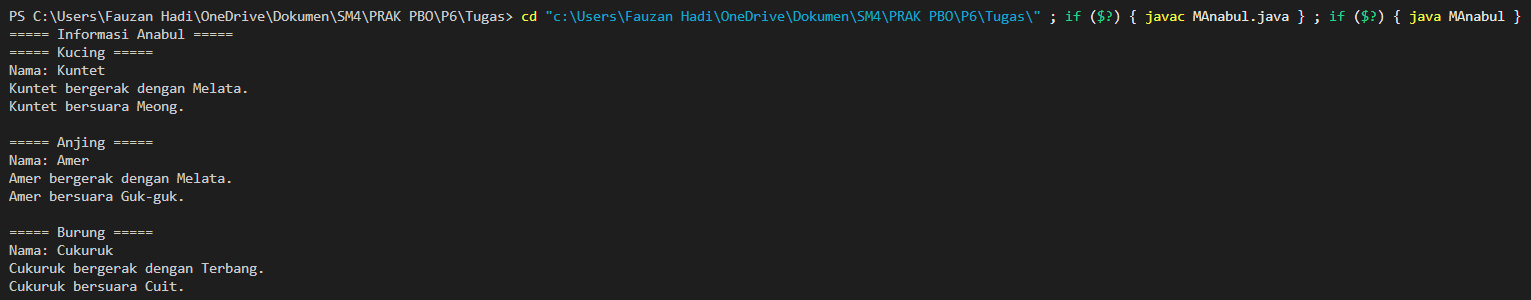 PS C:\Users\Fauzan Hadi\OneDrive\Dokumen\SM4\PRAK PBO\P6\Tugas> cd "c:\Users\Fauzan Hadi\OneDrive\Dokumen\SM4\PRAK PBO\P6\Tugas\" ; if ($?) { javac MAnabul.java } ; if ($?) { java MAnabul }
===== Informasi Anabul =====
===== Kucing =====
Nama: Kuntet
Kuntet bergerak dengan Melata.
Kuntet bersuara Meong.

===== Anjing =====
Nama: Amer
Amer bergerak dengan Melata.
Amer bersuara Guk-guk.

===== Burung =====
Nama: Cukuruk
Cukuruk bergerak dengan Terbang.
Cukuruk bersuara Cuit.